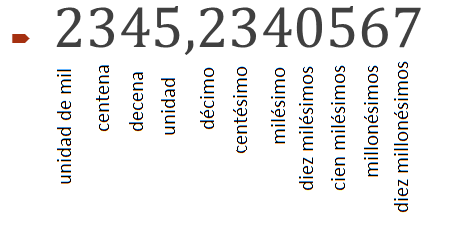 2345,2340567
unidad de mil
centena
decena
unidad
décimo
centésimo
milésimo
diez milésimos
cien milésimos
millonésimos
diez millonésimos